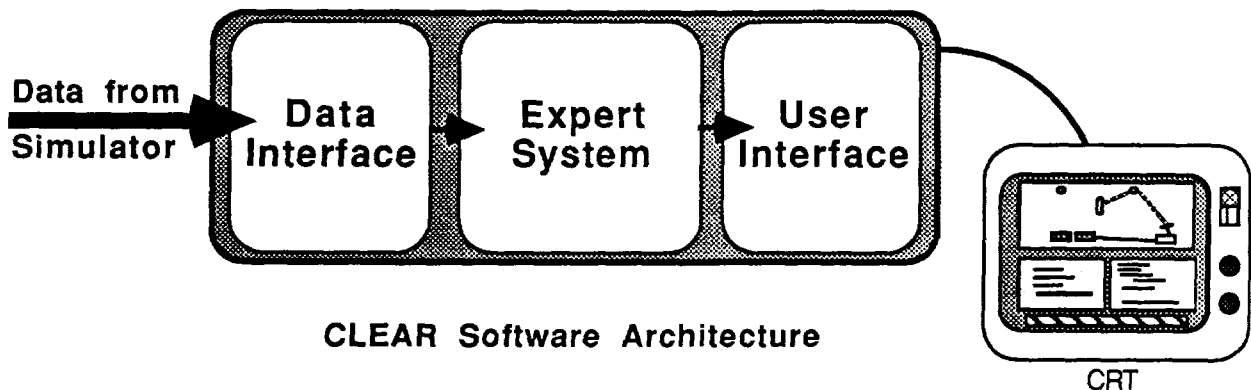 Data from
Simulator
Data
Interface
Expert
System
User
Interface
CLEAR Software Architecture
CRT